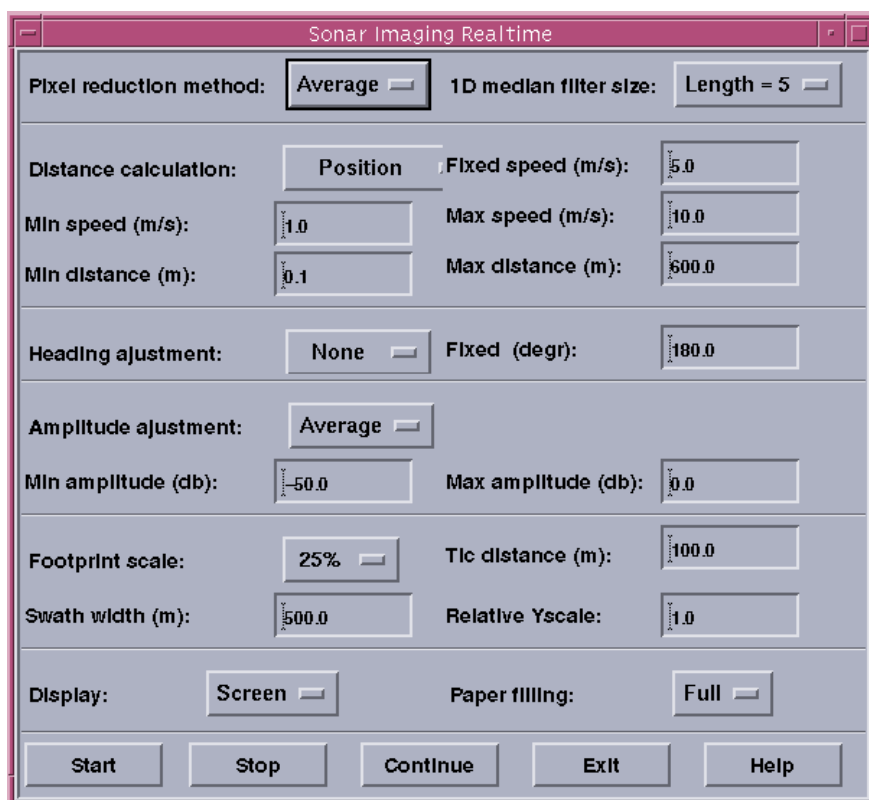 Sonar Imaging Realtime
Pixel reduction method: Average 1D median filter size: Length = 5
Distance calculation: Position Fixed speed (m/s): 5.0
Min speed (m/s): 1.0 Max speed (m/s): 10.0
Min distance (m): 0.1 Max distance (m): 600.0
Heading ajustment: None Fixed (degr): 180.0
Amplitude ajustment: Average
Min amplitude (db): -50.0 Max amplitude (db): 0.0
Footprint scale: 25% Tic distance (m): 100.0
Swath width (m): 500.0 Relative Yscale: 1.0
Display: Screen Paper filling: Full
Start Stop Continue Exit Help